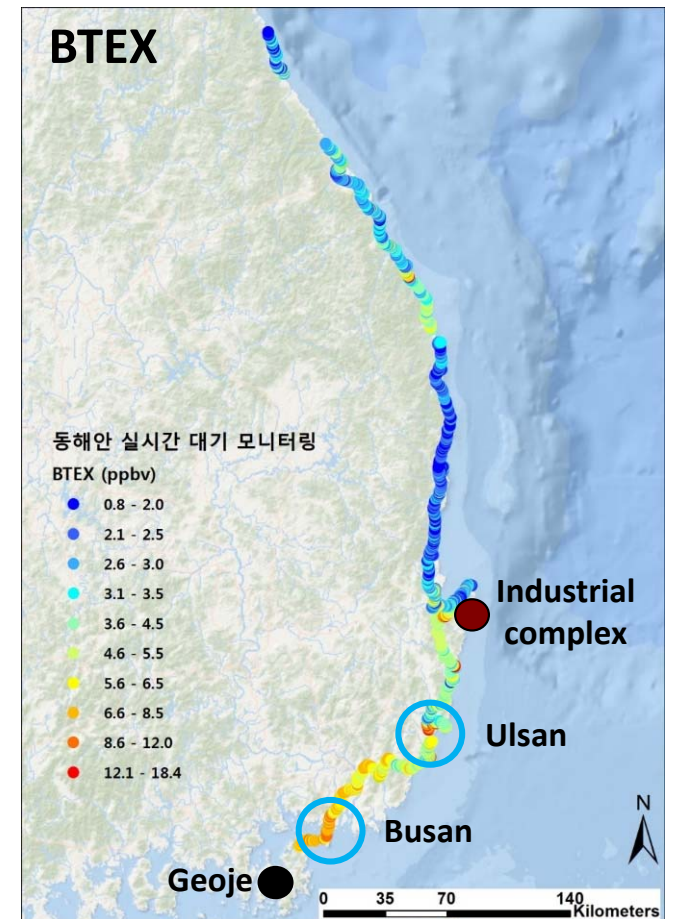 BTEX
동해안 실시간 대기 모니터링
BTEX (ppbv)
0.8 - 2.0
2.1 - 2.5
2.6 - 3.0
3.1 - 3.5
3.6 - 4.5
4.6 - 5.5
5.6 - 6.5
6.6 - 8.5
8.6 - 12.0
12.1 - 18.4
Industrial
complex
Ulsan
Busan
Geoje
N
0 35 70 140
Kilometers